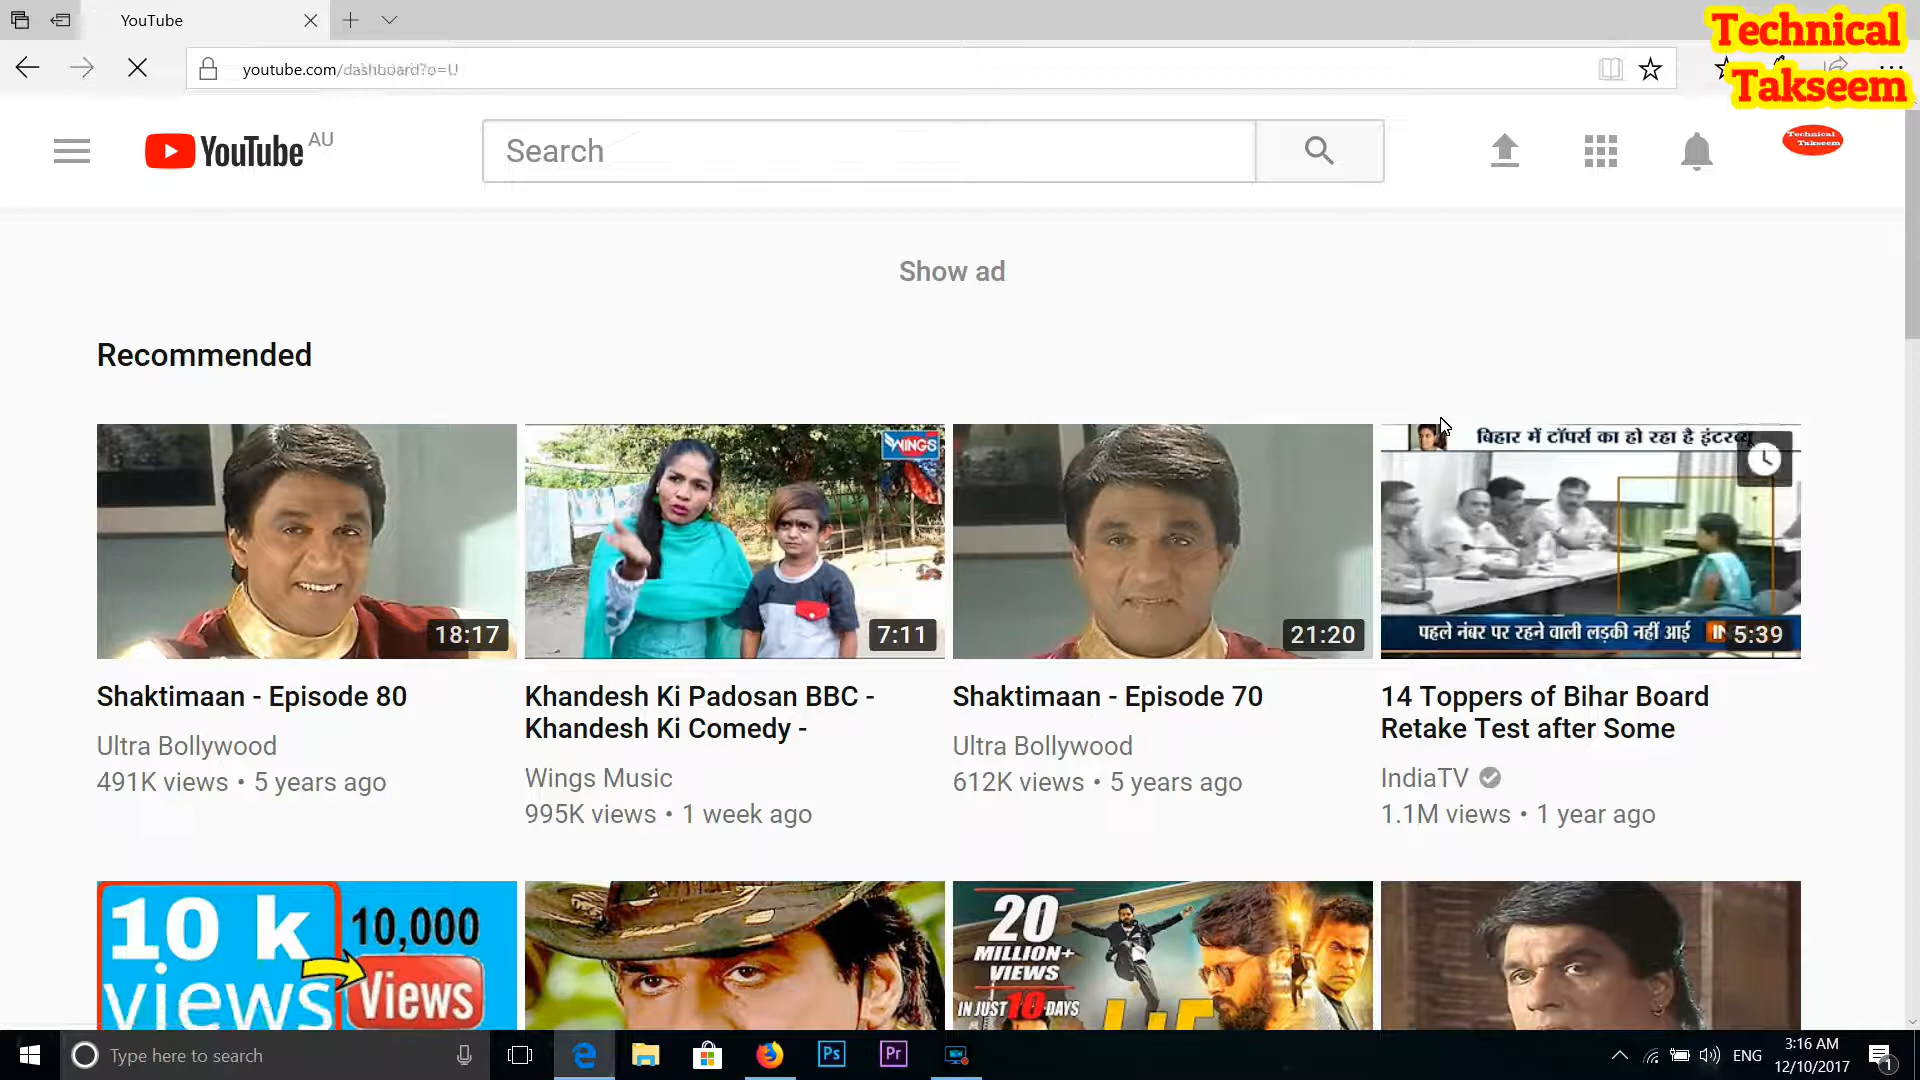 YouTube
Technical
Takseem
youtube.com/dashboard?o=U
YouTube AU
Search
Technical
Takseem
Show ad
Recommended
WINGS
बिहार में टॉपर्स का हो रहा है इंटरव्यू
पहले नंबर पर रहने वाली लड़की नहीं आई
18:17
7:11
21:20
5:39
Shaktimaan - Episode 80
Ultra Bollywood
491K views • 5 years ago
Khandesh Ki Padosan BBC -
Khandesh Ki Comedy -
Wings Music
995K views • 1 week ago
Shaktimaan - Episode 70
Ultra Bollywood
612K views • 5 years ago
14 Toppers of Bihar Board
Retake Test after Some
IndiaTV
1.1M views • 1 year ago
10 k
views
10,000
Views
20
MILLION+
VIEWS
IN JUST 10 DAYS
Type here to search
Ps
Pr
ENG
3:16 AM
12/10/2017
1